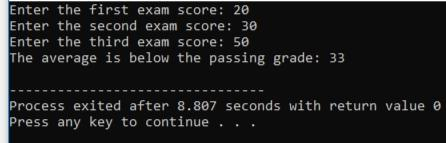 Enter the first exam score: 20
Enter the second exam score: 30
Enter the third exam score: 50
The average is below the passing grade: 33
--------------------------------
Process exited after 8.807 seconds with return value 0
Press any key to continue . . .